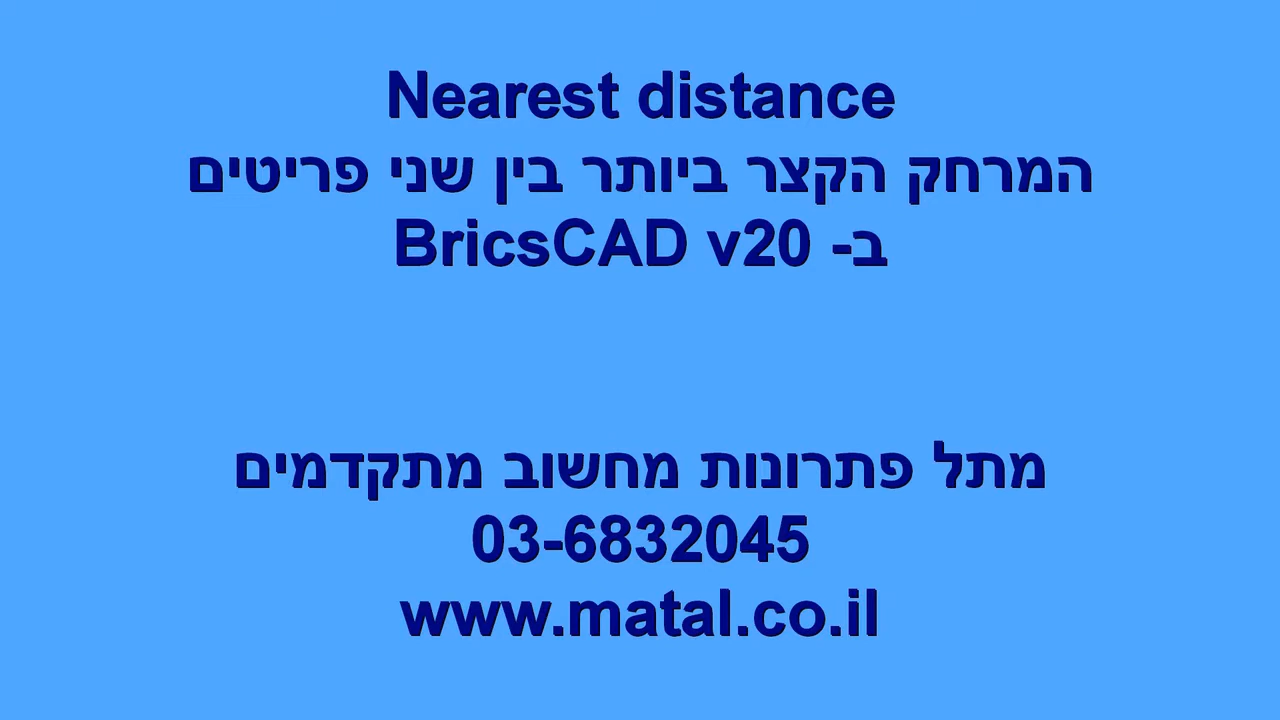 Nearest distance
המרחק הקצר ביותר בין שני פריטים
ב- BricsCAD v20
מתל פתרונות מחשוב מתקדמים
03-6832045
www.matal.co.il